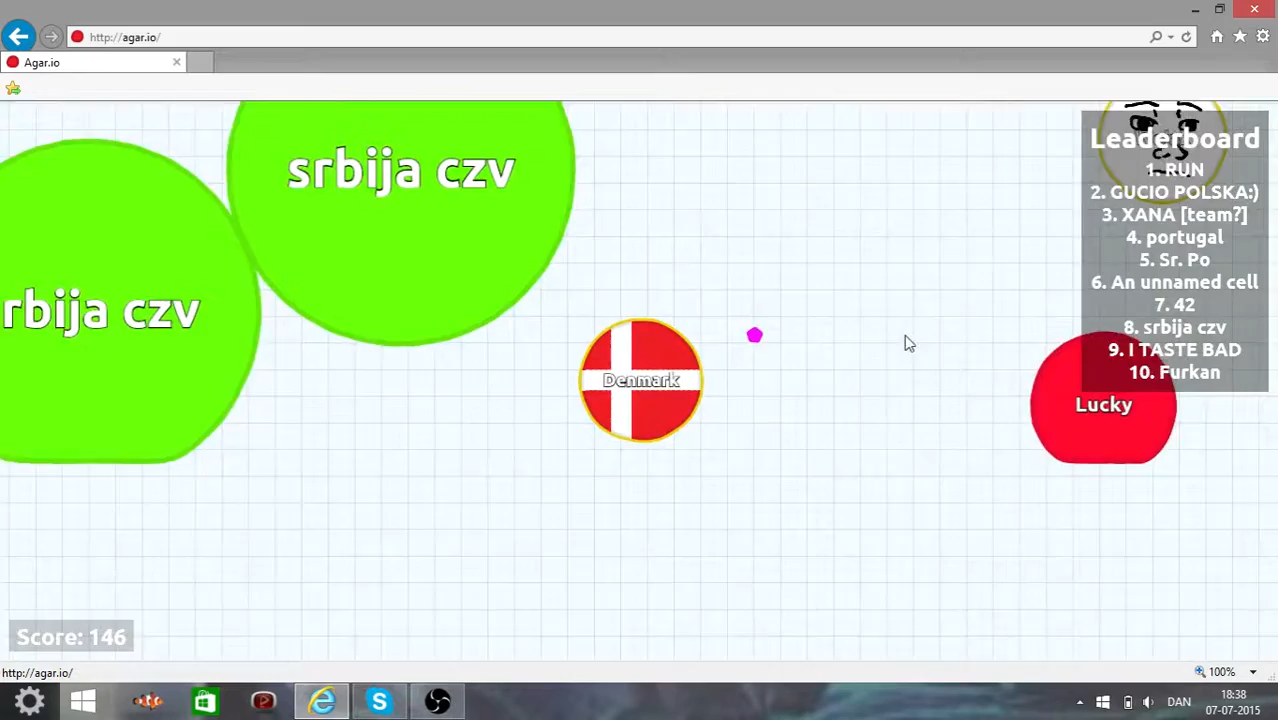 http://agar.io/
Agar.io
srbija czv
rbija czv
Denmark
Lucky
Leaderboard
1. RUN
2. GUCIO POLSKA:)
3. XANA [team?]
4. portugal
5. Sr. Po
6. An unnamed cell
7. 42
8. srbija czv
9. I TASTE BAD
10. Furkan
Score: 146
http://agar.io/
100%
DAN
18:38
07-07-2015